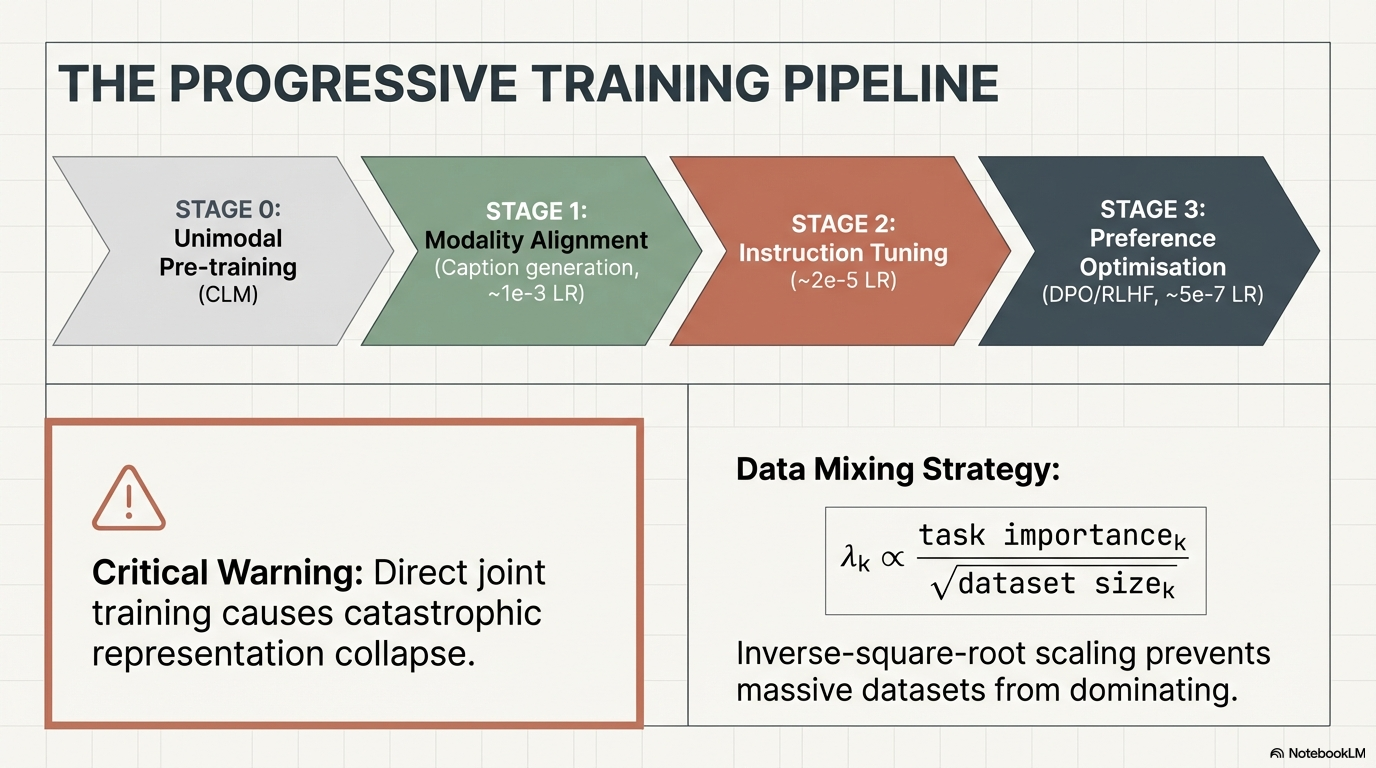 THE PROGRESSIVE TRAINING PIPELINE
STAGE 0:
Unimodal
Pre-training
(CLM)
STAGE 1:
Modality Alignment
(Caption generation,
~1e-3 LR)
STAGE 2:
Instruction Tuning
(~2e-5 LR)
STAGE 3:
Preference
Optimisation
(DPO/RLHF, ~5e-7 LR)
Critical Warning: Direct joint
training causes catastrophic
representation collapse.
Data Mixing Strategy:
λk ∝ task importancek
√dataset sizek
Inverse-square-root scaling prevents
massive datasets from dominating.
NotebookLM